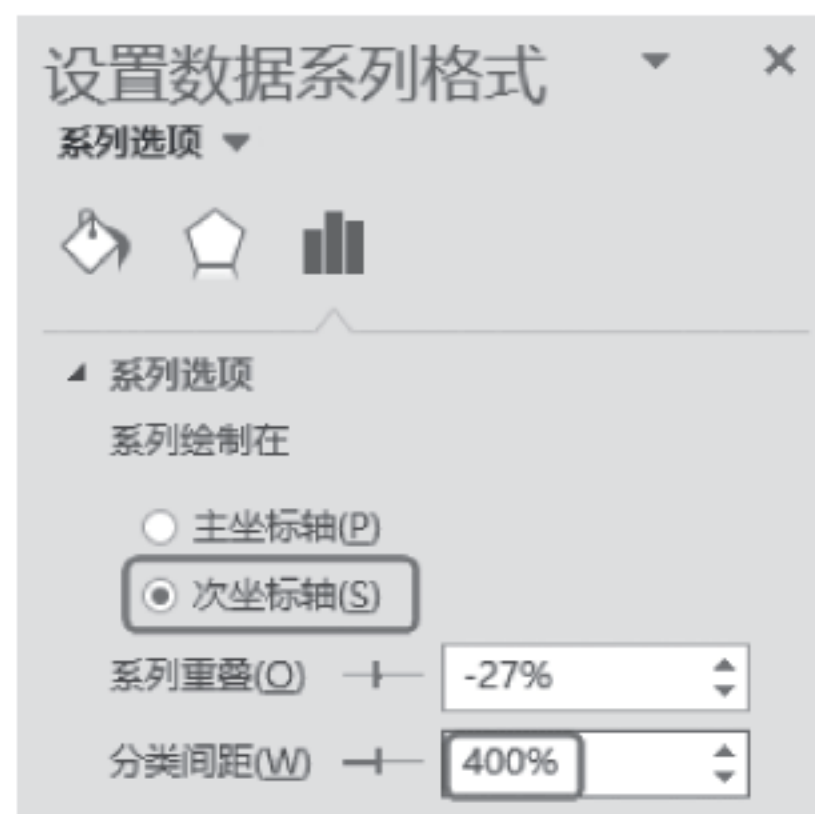 设置数据系列格式
系列选项
系列选项
系列绘制在
主坐标轴(P)
次坐标轴(S)
系列重叠(O) -27%
分类间距(W) 400%